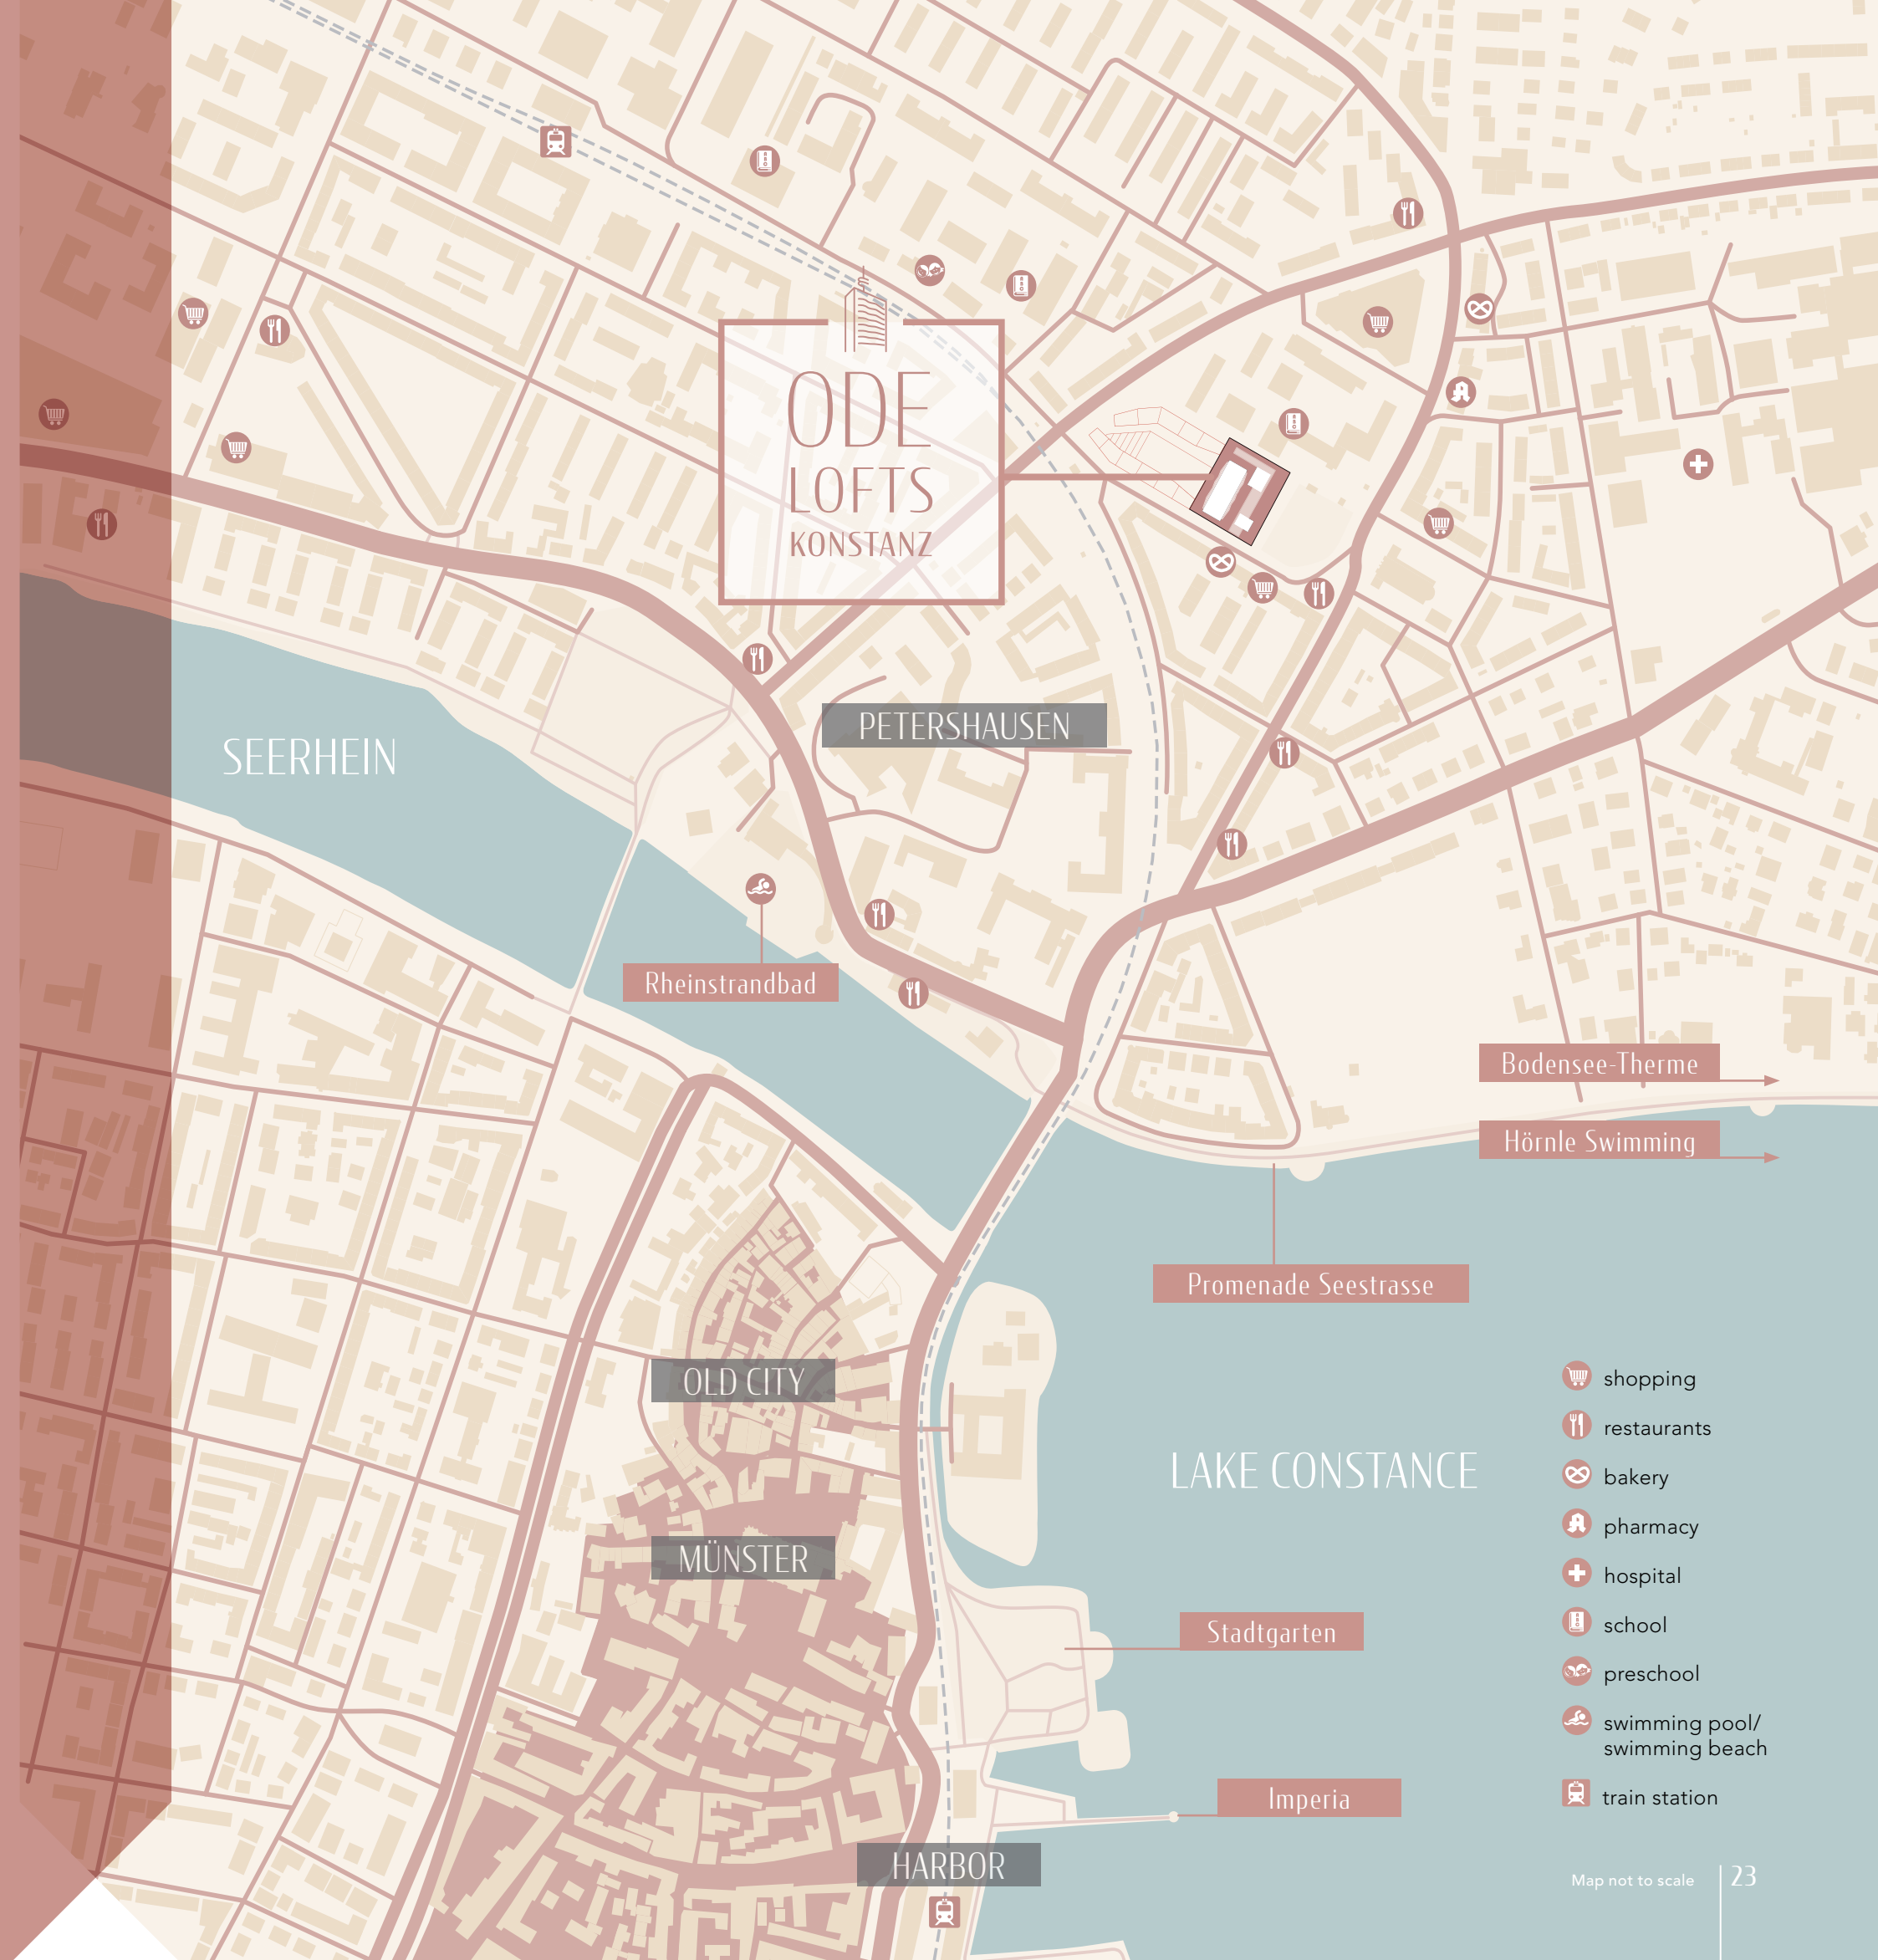 ODE
LOFTS
KONSTANZ
PETERSHAUSEN
SEERHEIN
Rheinstrandbad
Bodensee-Therme
Hörnle Swimming
Promenade Seestrasse
OLD CITY
LAKE CONSTANCE
MÜNSTER
Stadtgarten
Imperia
HARBOR
shopping
restaurants
bakery
pharmacy
hospital
school
preschool
swimming pool/
swimming beach
train station
Map not to scale
23